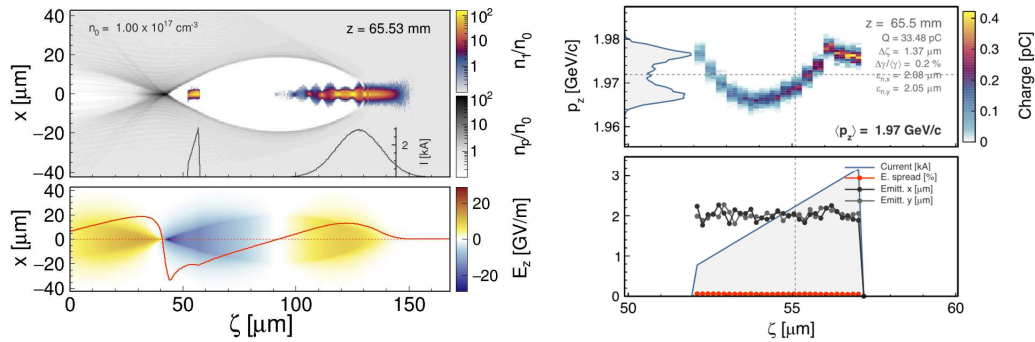 n₀ = 1.00 x 10¹⁷ cm⁻³
z = 65.53 mm
x [μm]
40
20
0
−20
−40
2
I [kA]
10²
10
1
n₁/n₀
10²
10
1
nₚ/n₀
x [μm]
40
20
0
−20
−40
20
0
−20
E_z [GV/m]
0
50
100
150
ζ [μm]
p_z [GeV/c]
1.98
1.97
1.96
z = 65.5 mm
Q = 33.48 pC
Δζ = 1.37 μm
Δγ/⟨γ⟩ = 0.2 %
ε_n,x = 2.08 μm
ε_n,y = 2.05 μm
⟨p_z⟩ = 1.97 GeV/c
0.4
0.3
0.2
0.1
0
Charge [pC]
3
2
1
0
Current [kA]
E. spread [%]
Emitt. x [μm]
Emitt. y [μm]
50
55
60
ζ [μm]